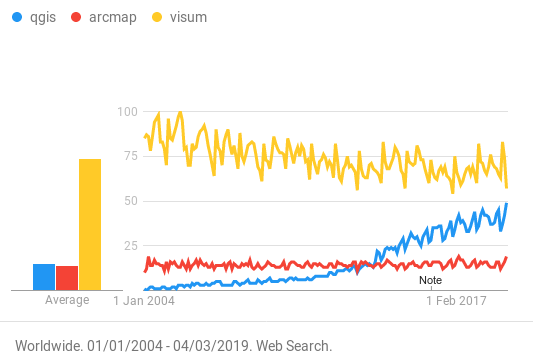 qgis arcmap visum
100
75
50
25
Note
Average 1 Jan 2004 1 Feb 2017
Worldwide. 01/01/2004 - 04/03/2019. Web Search.